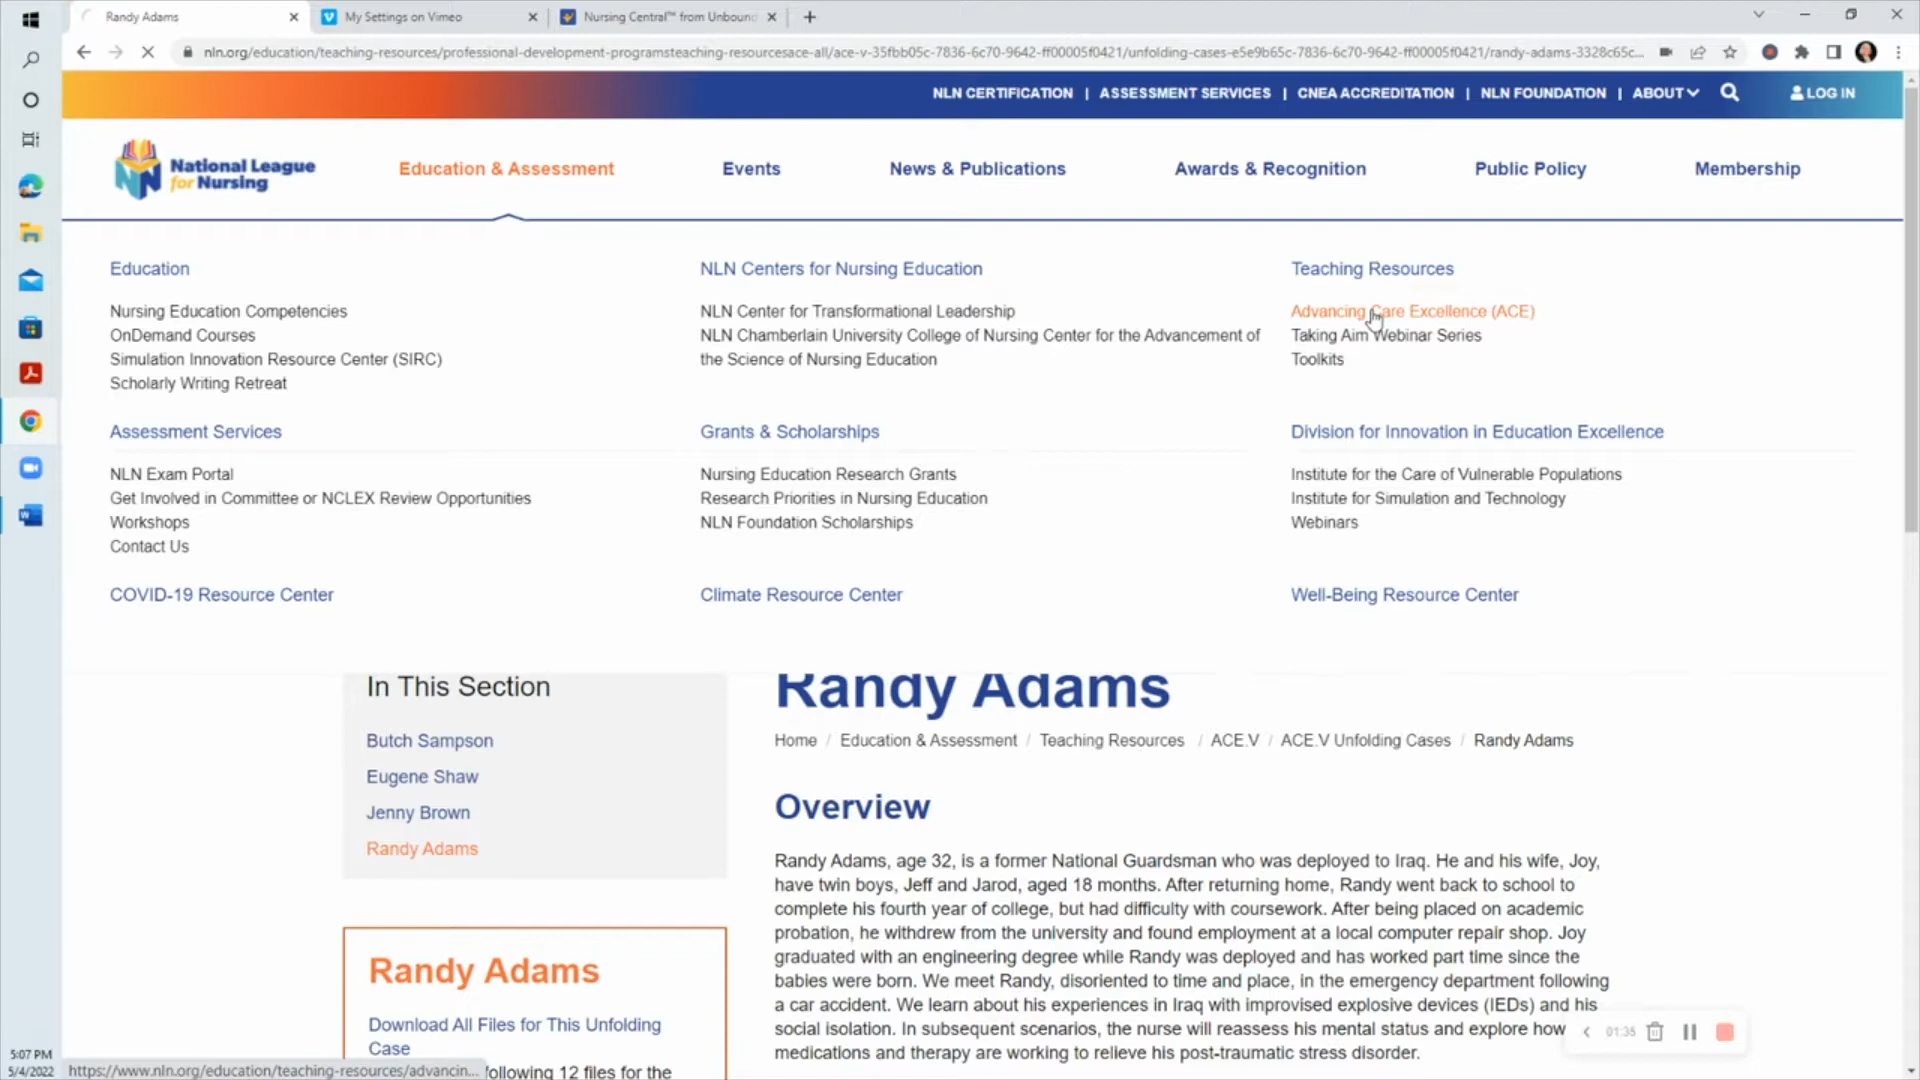 Randy Adams
My Settings on Vimeo
Nursing Central™ from Unbound
nln.org/education/teaching-resources/professional-development-programsteaching-resourcesace-all/ace-v-35fbb05c-7836-6c70-9642-ff00005f0421/unfolding-cases-e5e9b65c-7836-6c70-9642-ff00005f0421/randy-adams-3328c65c...
NLN CERTIFICATION | ASSESSMENT SERVICES | CNEA ACCREDITATION | NLN FOUNDATION | ABOUT
LOG IN
National League
for Nursing
Education & Assessment
Events
News & Publications
Awards & Recognition
Public Policy
Membership
Education
Nursing Education Competencies
OnDemand Courses
Simulation Innovation Resource Center (SIRC)
Scholarly Writing Retreat
NLN Centers for Nursing Education
NLN Center for Transformational Leadership
NLN Chamberlain University College of Nursing Center for the Advancement of
the Science of Nursing Education
Teaching Resources
Advancing Care Excellence (ACE)
Taking Aim Webinar Series
Toolkits
Assessment Services
NLN Exam Portal
Get Involved in Committee or NCLEX Review Opportunities
Workshops
Contact Us
Grants & Scholarships
Nursing Education Research Grants
Research Priorities in Nursing Education
NLN Foundation Scholarships
Division for Innovation in Education Excellence
Institute for the Care of Vulnerable Populations
Institute for Simulation and Technology
Webinars
COVID-19 Resource Center
Climate Resource Center
Well-Being Resource Center
In This Section
Butch Sampson
Eugene Shaw
Jenny Brown
Randy Adams
Randy Adams
Download All Files for This Unfolding
Case
following 12 files for the
Randy Adams
Home / Education & Assessment / Teaching Resources / ACE.V / ACE.V Unfolding Cases / Randy Adams
Overview
Randy Adams, age 32, is a former National Guardsman who was deployed to Iraq. He and his wife, Joy,
have twin boys, Jeff and Jarod, aged 18 months. After returning home, Randy went back to school to
complete his fourth year of college, but had difficulty with coursework. After being placed on academic
probation, he withdrew from the university and found employment at a local computer repair shop. Joy
graduated with an engineering degree while Randy was deployed and has worked part time since the
babies were born. We meet Randy, disoriented to time and place, in the emergency department following
a car accident. We learn about his experiences in Iraq with improvised explosive devices (IEDs) and his
social isolation. In subsequent scenarios, the nurse will reassess his mental status and explore how
medications and therapy are working to relieve his post-traumatic stress disorder.
01:35
5:07 PM
5/4/2022
https://www.nln.org/education/teaching-resources/advancin...